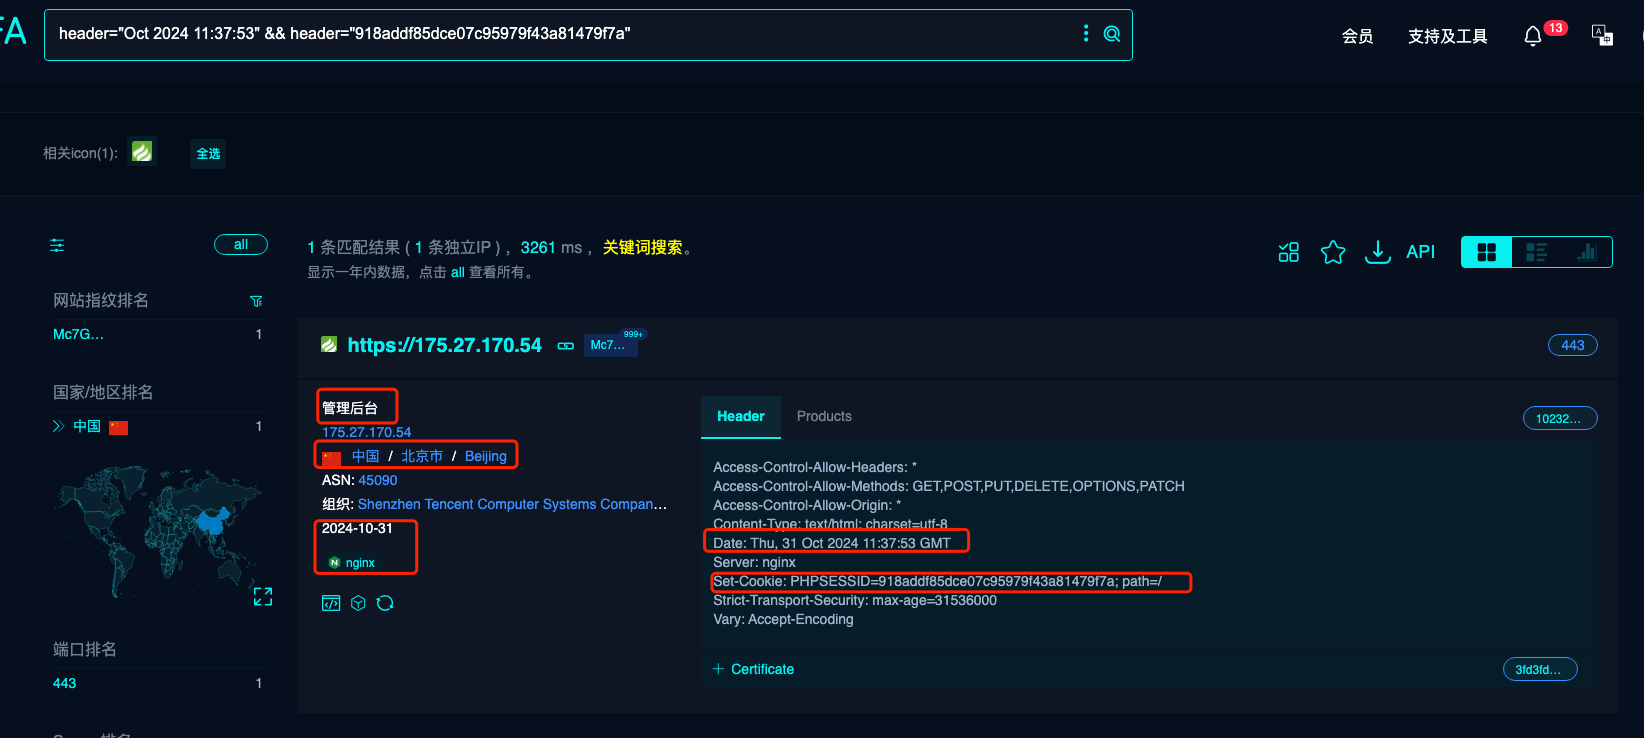 FA
header="Oct 2024 11:37:53" && header="918addf85dce07c95979f43a81479f7a"
会员
支持及工具
13
相关icon(1):
全选
all
1 条匹配结果 ( 1 条独立IP ) ，3261 ms ，关键词搜索。
显示一年内数据，点击 all 查看所有。
API
网站指纹排名
Mc7G... 1
国家/地区排名
中国 1
端口排名
443 1
https://175.27.170.54
Mc7...
999+
443
管理后台
175.27.170.54
中国 / 北京市 / Beijing
ASN: 45090
组织: Shenzhen Tencent Computer Systems Compan...
2024-10-31
nginx
Header Products
10232...
Access-Control-Allow-Headers: *
Access-Control-Allow-Methods: GET,POST,PUT,DELETE,OPTIONS,PATCH
Access-Control-Allow-Origin: *
Content-Type: text/html; charset=utf-8
Date: Thu, 31 Oct 2024 11:37:53 GMT
Server: nginx
Set-Cookie: PHPSESSID=918addf85dce07c95979f43a81479f7a; path=/
Strict-Transport-Security: max-age=31536000
Vary: Accept-Encoding
+ Certificate
3fd3fd...